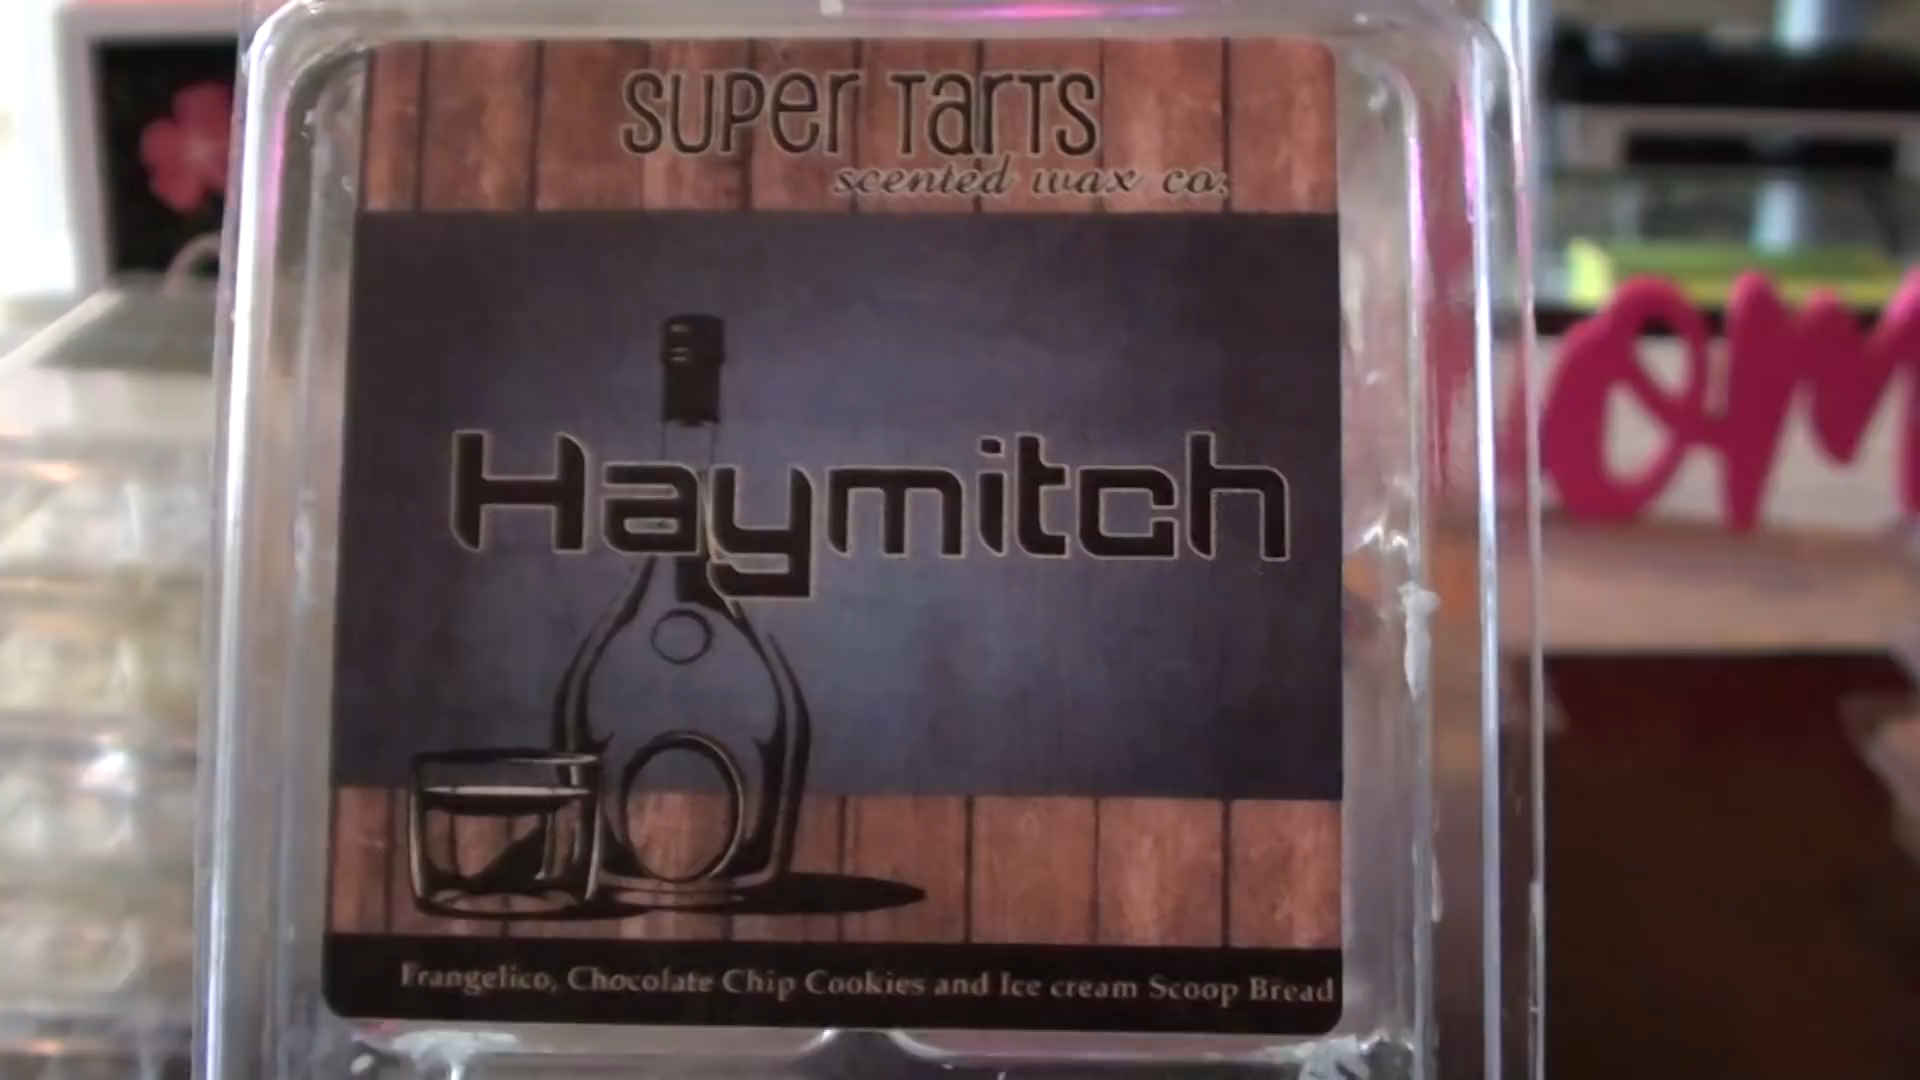 super Tarts
scented wax co.
Haymitch
Frangelico, Chocolate Chip Cookies and Ice cream Scoop Bread